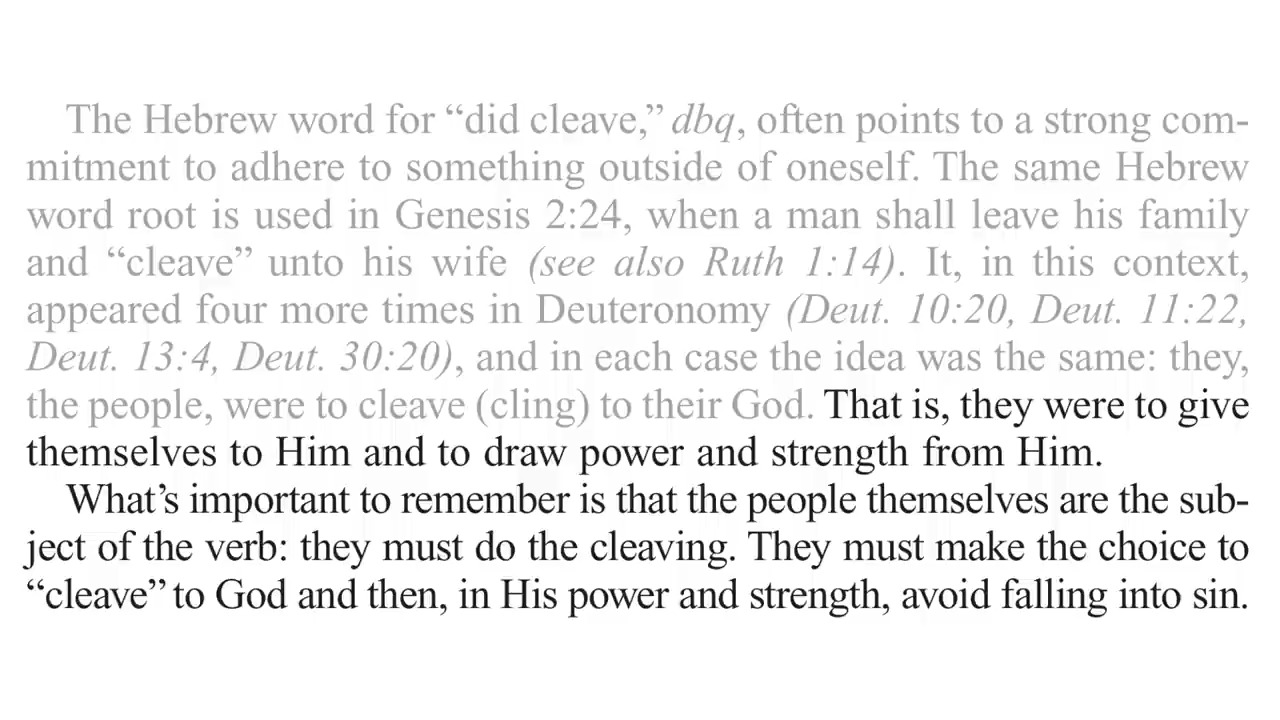 The Hebrew word for “did cleave,” dbq, often points to a strong com-
mitment to adhere to something outside of oneself. The same Hebrew
word root is used in Genesis 2:24, when a man shall leave his family
and “cleave” unto his wife (see also Ruth 1:14). It, in this context,
appeared four more times in Deuteronomy (Deut. 10:20, Deut. 11:22,
Deut. 13:4, Deut. 30:20), and in each case the idea was the same: they,
the people, were to cleave (cling) to their God. That is, they were to give
themselves to Him and to draw power and strength from Him.
What’s important to remember is that the people themselves are the sub-
ject of the verb: they must do the cleaving. They must make the choice to
“cleave” to God and then, in His power and strength, avoid falling into sin.